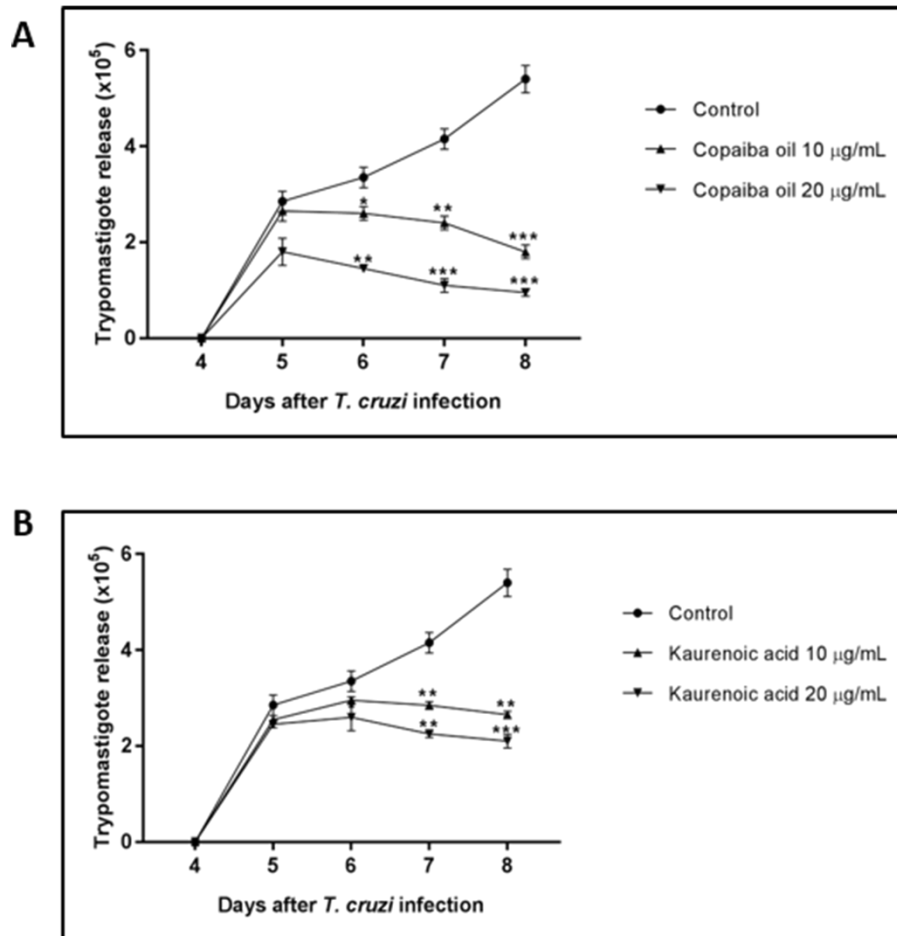 A
Trypomastigote release (x10⁵)
6
4
2
0
Control
Copaiba oil 10 μg/mL
Copaiba oil 20 μg/mL
*
**
***
**
***
***
4 5 6 7 8
Days after T. cruzi infection
B
Trypomastigote release (x10⁵)
6
4
2
0
Control
Kaurenoic acid 10 μg/mL
Kaurenoic acid 20 μg/mL
**
**
**
***
4 5 6 7 8
Days after T. cruzi infection